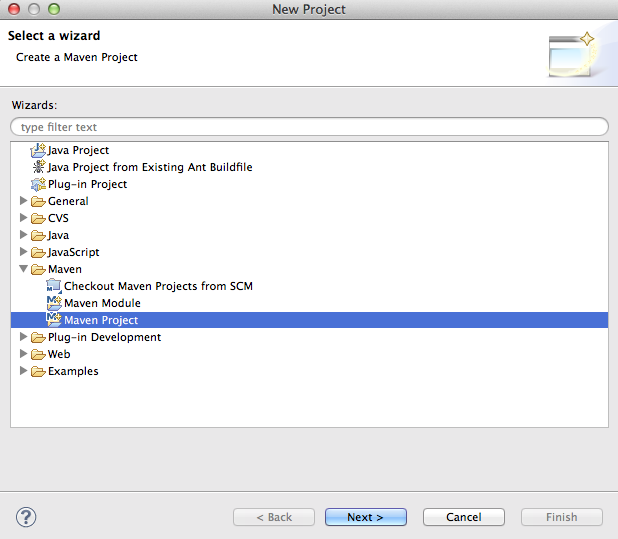 New Project
Select a wizard
Create a Maven Project
Wizards:
type filter text
Java Project
Java Project from Existing Ant Buildfile
Plug-in Project
General
CVS
Java
JavaScript
Maven
Checkout Maven Projects from SCM
Maven Module
Maven Project
Plug-in Development
Web
Examples
? < Back Next > Cancel Finish